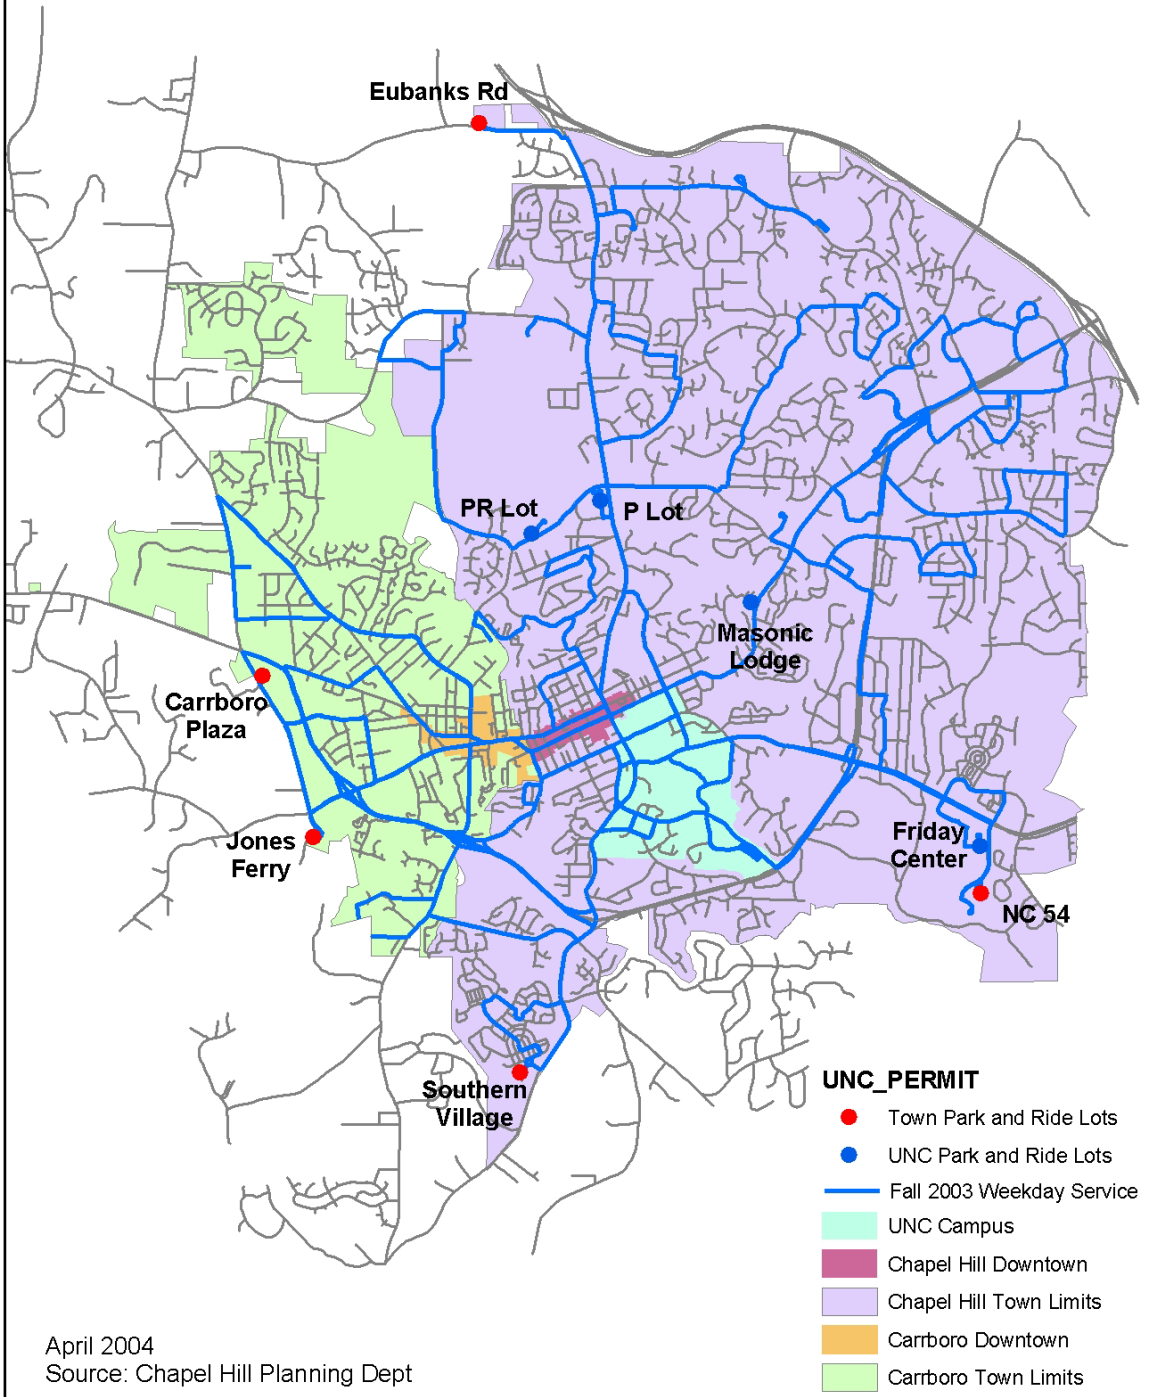 Eubanks Rd
PR Lot
P Lot
Masonic
Lodge
Carrboro
Plaza
Jones
Ferry
Friday
Center
NC 54
Southern
Village
UNC_PERMIT
Town Park and Ride Lots
UNC Park and Ride Lots
Fall 2003 Weekday Service
UNC Campus
Chapel Hill Downtown
Chapel Hill Town Limits
Carrboro Downtown
Carrboro Town Limits
April 2004
Source: Chapel Hill Planning Dept